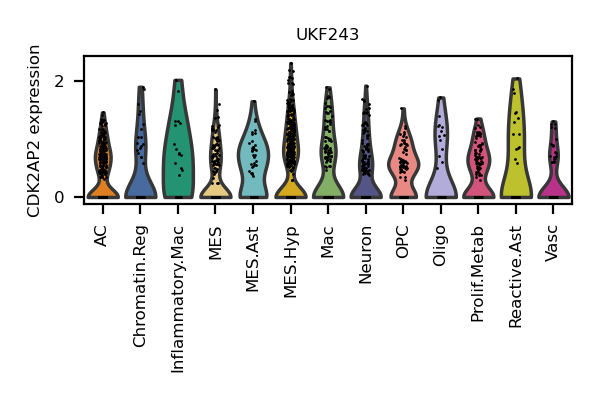 UKF243
CDK2AP2 expression
2
0
AC
Chromatin.Reg
Inflammatory.Mac
MES
MES.Ast
MES.Hyp
Mac
Neuron
OPC
Oligo
Prolif.Metab
Reactive.Ast
Vasc